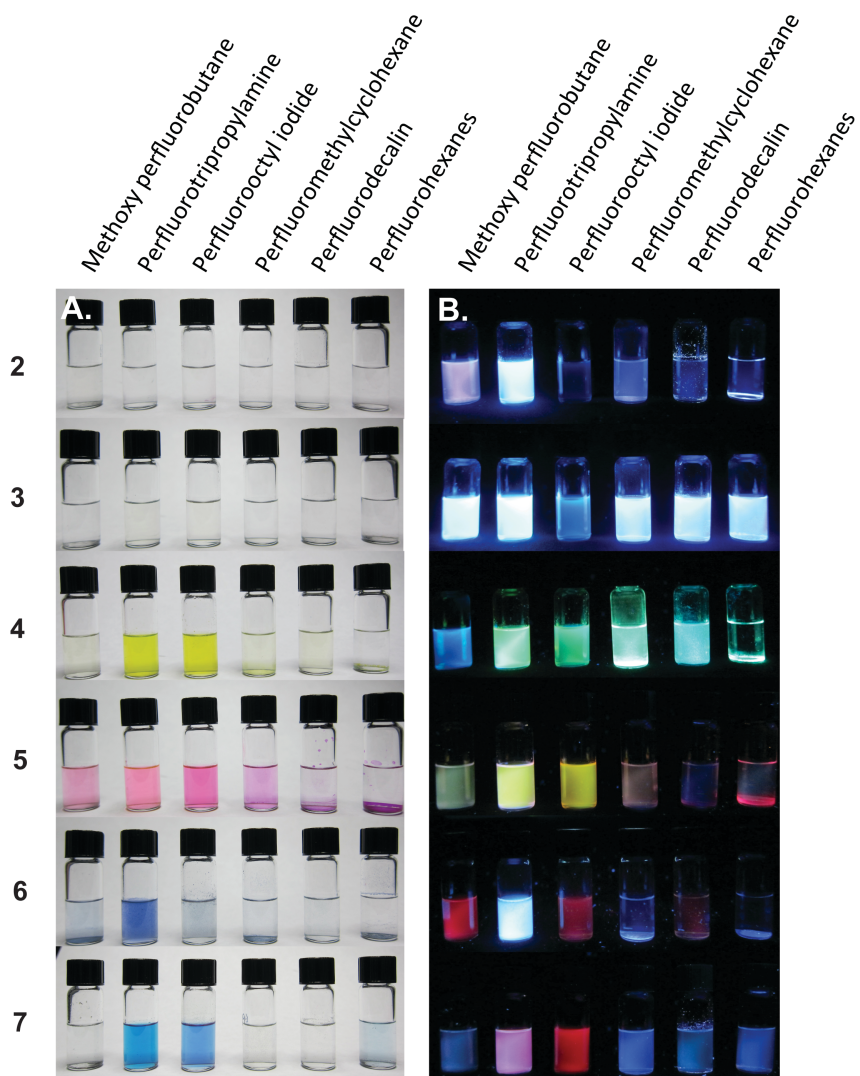 Methoxy perfluorobutane
Perfluorotripropylamine
Perfluorooctyl iodide
Perfluoromethylcyclohexane
Perfluorodecalin
Perfluorohexanes
Methoxy perfluorobutane
Perfluorotripropylamine
Perfluorooctyl iodide
Perfluoromethylcyclohexane
Perfluorodecalin
Perfluorohexanes
A.
B.
2
3
4
5
6
7